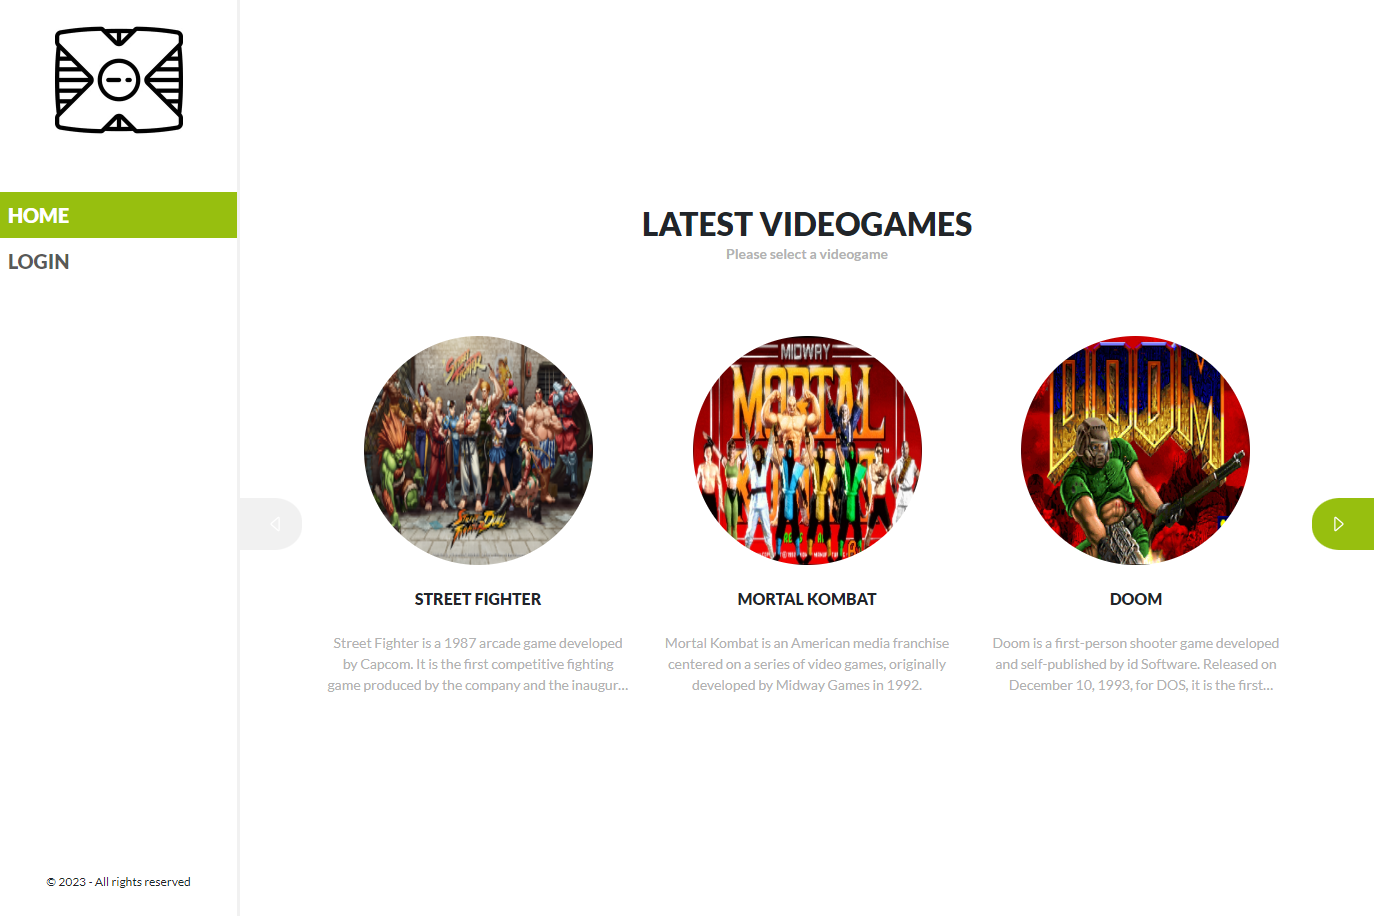 HOME
LOGIN
LATEST VIDEOGAMES
Please select a videogame
STREET FIGHTER
MIDWAY
MORTAL
KOMBAT
DOOM
STREET FIGHTER
Street Fighter is a 1987 arcade game developed
by Capcom. It is the first competitive fighting
game produced by the company and the inaugur...
MORTAL KOMBAT
Mortal Kombat is an American media franchise
centered on a series of video games, originally
developed by Midway Games in 1992.
DOOM
Doom is a first-person shooter game developed
and self-published by id Software. Released on
December 10, 1993, for DOS, it is the first...
© 2023 - All rights reserved